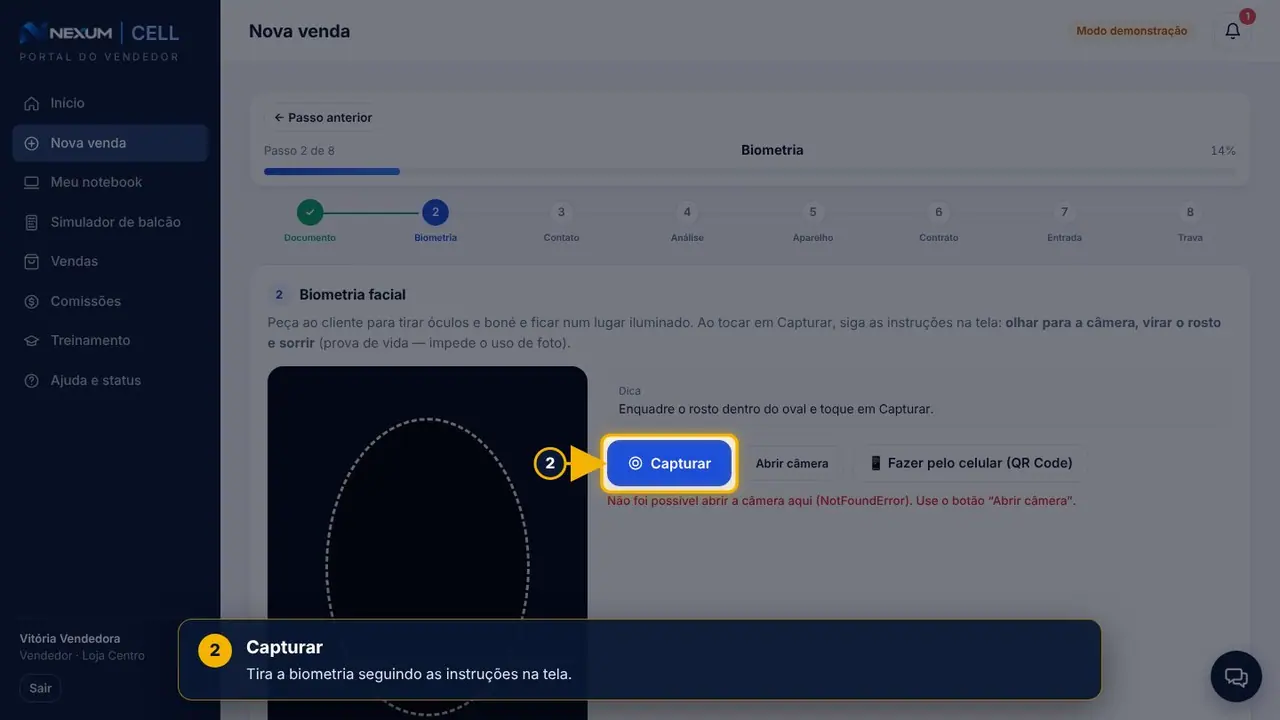 NEXUM | CELL
PORTAL DO VENDEDOR
Início
Nova venda
Meu notebook
Simulador de balcão
Vendas
Comissões
Treinamento
Ajuda e status
Vitória Vendedora
Vendedor · Loja Centro
Sair
Nova venda
Modo demonstração
1
← Passo anterior
Passo 2 de 8
Biometria
14%
2 3 4 5 6 7 8
Documento Biometria Contato Análise Aparelho Contrato Entrada Trava
2 Biometria facial
Peça ao cliente para tirar óculos e boné e ficar num lugar iluminado. Ao tocar em Capturar, siga as instruções na tela: olhar para a câmera, virar o rosto
e sorrir (prova de vida — impede o uso de foto).
Dica
Enquadre o rosto dentro do oval e toque em Capturar.
2
Capturar
Abrir câmera
Fazer pelo celular (QR Code)
Não foi possível abrir a câmera aqui (NotFoundError). Use o botão “Abrir câmera”.
2 Capturar
Tira a biometria seguindo as instruções na tela.